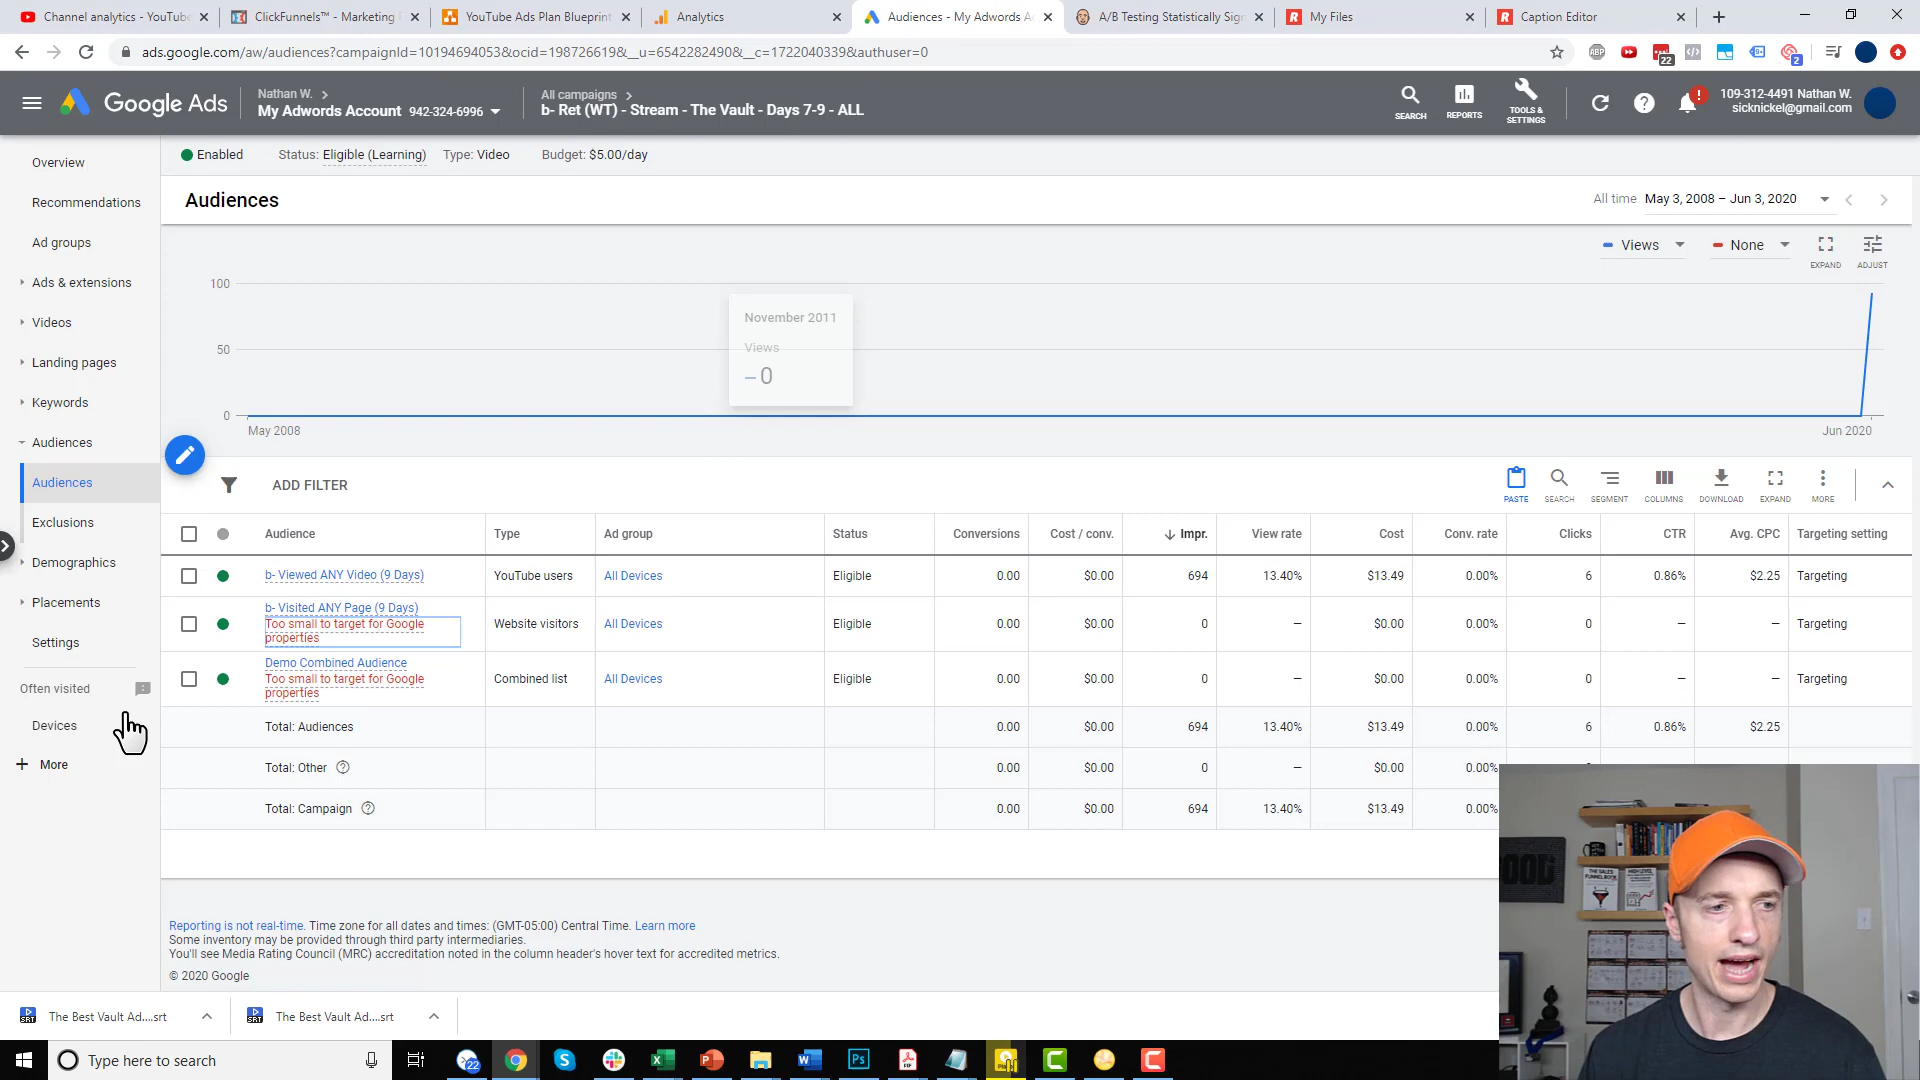 Channel analytics - YouTube
ClickFunnels™ - Marketing
YouTube Ads Plan Blueprint
Analytics
Audiences - My Adwords A
A/B Testing Statistically Sig
My Files
Caption Editor
ads.google.com/aw/audiences?campaignId=10194694053&ocid=198726619&__u=6542282490&__c=1722040339&authuser=0
ABP
22
2
Google Ads
Nathan W.
My Adwords Account 942-324-6996
All campaigns
b- Ret (WT) - Stream - The Vault - Days 7-9 - ALL
SEARCH
REPORTS
TOOLS & SETTINGS
109-312-4491 Nathan W.
sicknickel@gmail.com
Enabled Status: Eligible (Learning) Type: Video Budget: $5.00/day
Overview
Recommendations
Ad groups
Ads & extensions
Videos
Landing pages
Keywords
Audiences
Audiences
Exclusions
Demographics
Placements
Settings
Often visited
Devices
More
Audiences
All time May 3, 2008 – Jun 3, 2020
Views None
EXPAND ADJUST
100
50
0
November 2011
Views
– 0
May 2008 Jun 2020
ADD FILTER
PASTE SEARCH SEGMENT COLUMNS DOWNLOAD EXPAND MORE
Audience Type Ad group Status Conversions Cost / conv. Impr. View rate Cost Conv. rate Clicks CTR Avg. CPC Targeting setting
b- Viewed ANY Video (9 Days) YouTube users All Devices Eligible 0.00 $0.00 694 13.40% $13.49 0.00% 6 0.86% $2.25 Targeting
b- Visited ANY Page (9 Days)
Too small to target for Google properties Website visitors All Devices Eligible 0.00 $0.00 0 — $0.00 0.00% 0 — — Targeting
Demo Combined Audience
Too small to target for Google properties Combined list All Devices Eligible 0.00 $0.00 0 — $0.00 0.00% 0 — — Targeting
Total: Audiences 0.00 $0.00 694 13.40% $13.49 0.00% 6 0.86% $2.25
Total: Other 0.00 $0.00 0 — $0.00 0.00%
Total: Campaign 0.00 $0.00 694 13.40% $13.49 0.00%
Reporting is not real-time. Time zone for all dates and times: (GMT-05:00) Central Time. Learn more
Some inventory may be provided through third party intermediaries.
You'll see Media Rating Council (MRC) accreditation noted in the column header's hover text for accredited metrics.
© 2020 Google
The Best Vault Ad....srt
The Best Vault Ad....srt
Type here to search
22